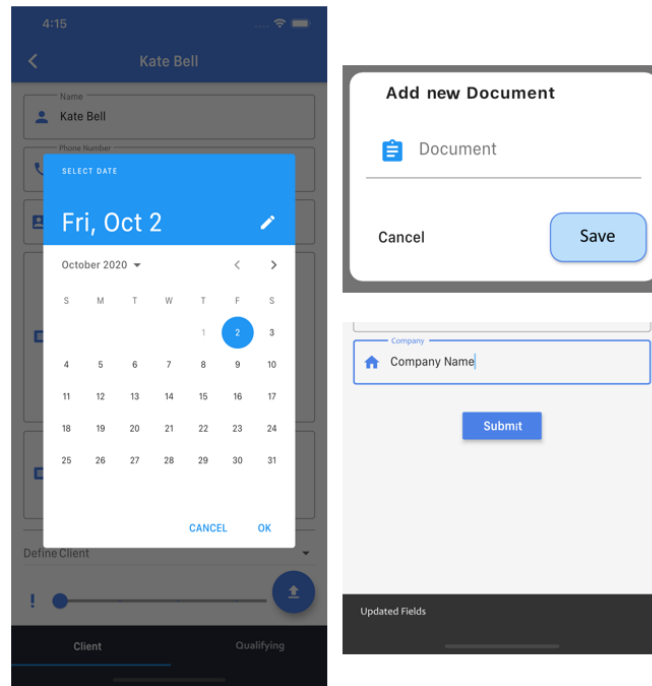 4:15
Kate Bell
Name
Kate Bell
Phone Number
SELECT DATE
Fri, Oct 2
October 2020
S M T W T F S
1 2 3
4 5 6 7 8 9 10
11 12 13 14 15 16 17
18 19 20 21 22 23 24
25 26 27 28 29 30 31
CANCEL OK
Define Client
!
Client Qualifying
Add new Document
Document
Cancel Save
Company
Company Name
Submit
Updated Fields